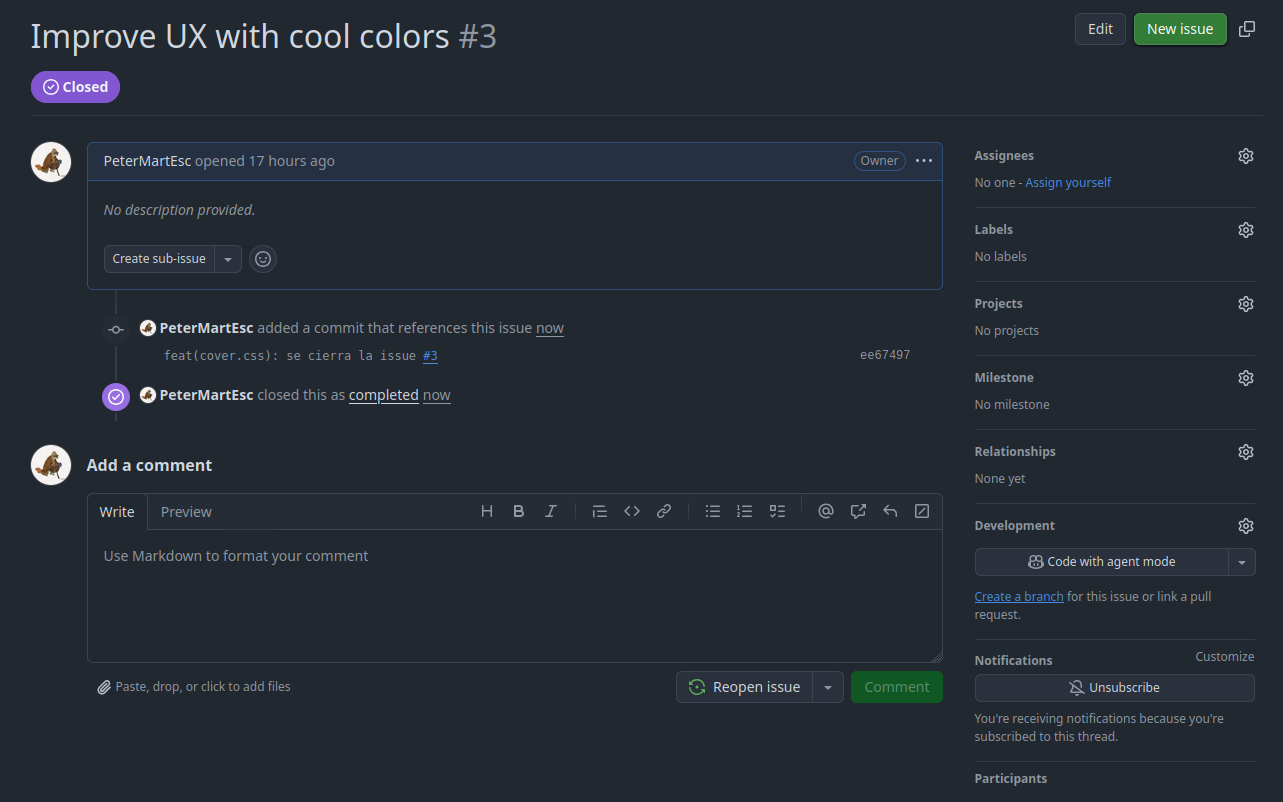 Improve UX with cool colors #3
Edit
New issue
Closed
PeterMartEsc opened 17 hours ago
Owner
No description provided.
Create sub-issue
PeterMartEsc added a commit that references this issue now
feat(cover.css): se cierra la issue #3
ee67497
PeterMartEsc closed this as completed now
Add a comment
Write
Preview
Use Markdown to format your comment
Paste, drop, or click to add files
Reopen issue
Comment
Assignees
No one - Assign yourself
Labels
No labels
Projects
No projects
Milestone
No milestone
Relationships
None yet
Development
Code with agent mode
Create a branch for this issue or link a pull
request.
Notifications
Customize
Unsubscribe
You're receiving notifications because you're
subscribed to this thread.
Participants